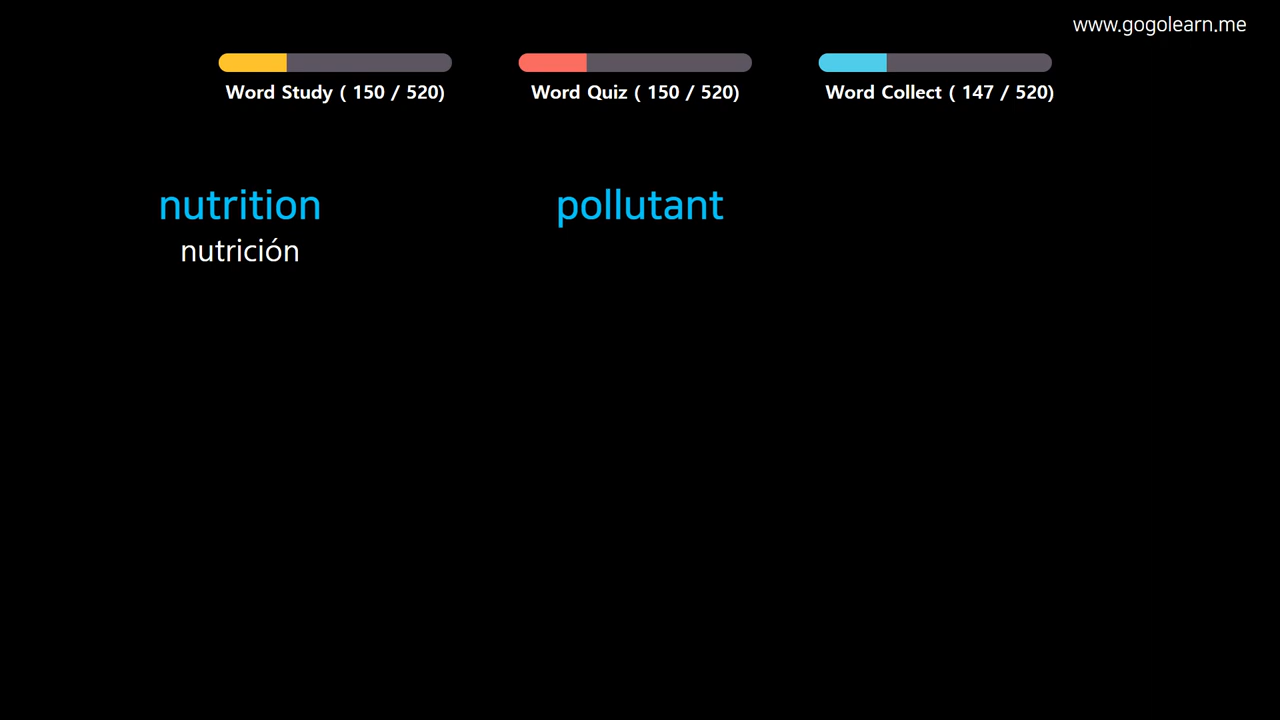 www.gogolearn.me
Word Study ( 150 / 520)
Word Quiz ( 150 / 520)
Word Collect ( 147 / 520)
nutrition
nutrición
pollutant